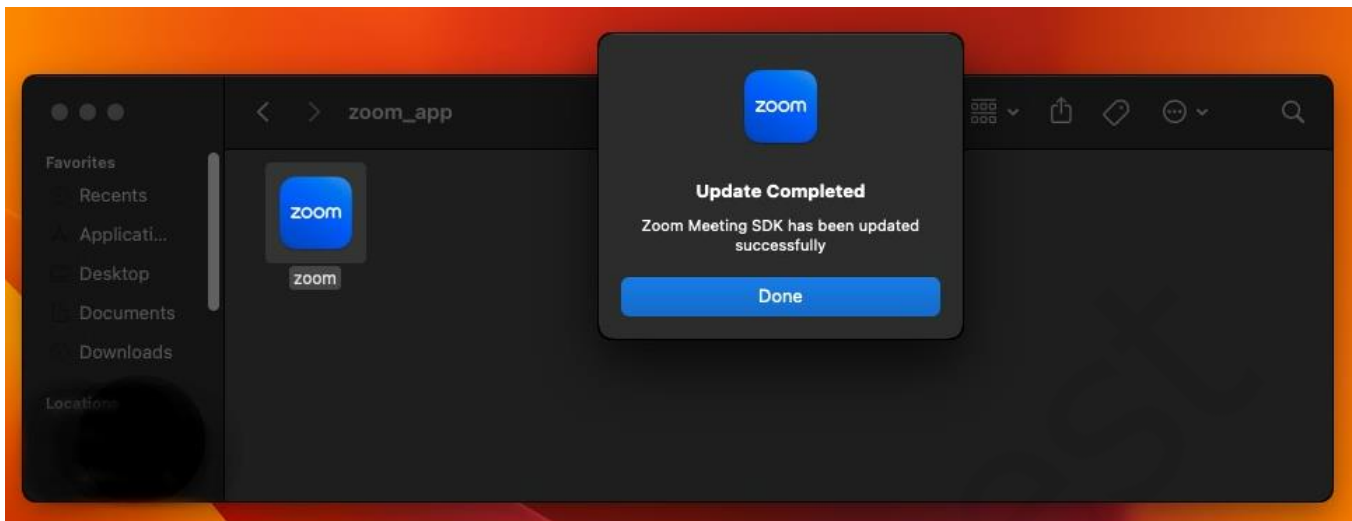 zoom_app
Favorites
Recents
Applicati...
Desktop
Documents
Downloads
Locations
zoom
zoom
zoom
Update Completed
Zoom Meeting SDK has been updated
successfully
Done